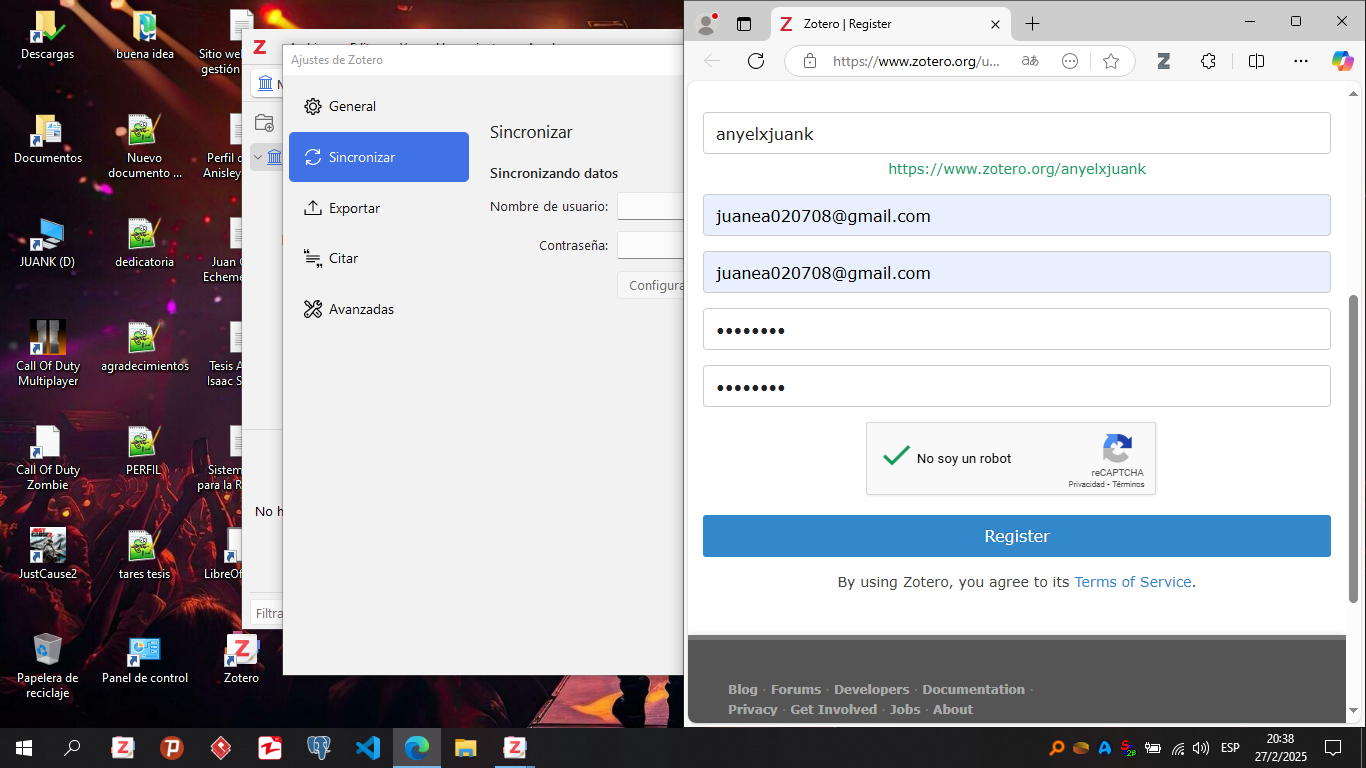 Descargas
buena idea
Sitio
gestión
Documentos
Nuevo
documento ...
Perfil
Anisley
JUANK (D)
dedicatoria
Juan
Echeme
Call Of Duty
Multiplayer
agradecimientos
Tesis
Isaac S
Call Of Duty
Zombie
PERFIL
Sistem
para la R
JustCause2
tares tesis
LibreOf
Papelera de
reciclaje
Panel de control
Zotero
No h
Filtra
Ajustes de Zotero
General
Sincronizar
Exportar
Citar
Avanzadas
Sincronizar
Sincronizando datos
Nombre de usuario:
Contraseña:
Configura
Zotero | Register
https://www.zotero.org/u...
anyelxjuank
https://www.zotero.org/anyelxjuank
juanea020708@gmail.com
juanea020708@gmail.com
••••••••
••••••••
No soy un robot
reCAPTCHA
Privacidad - Términos
Register
By using Zotero, you agree to its Terms of Service.
Blog · Forums · Developers · Documentation ·
Privacy · Get Involved · Jobs · About
ESP
20:38
27/2/2025